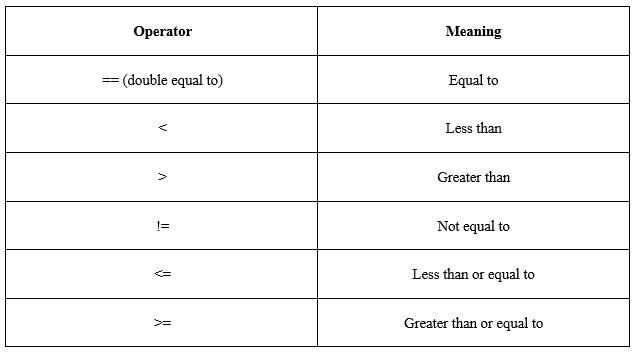 Operator Meaning
== (double equal to) Equal to
< Less than
> Greater than
!= Not equal to
<= Less than or equal to
>= Greater than or equal to